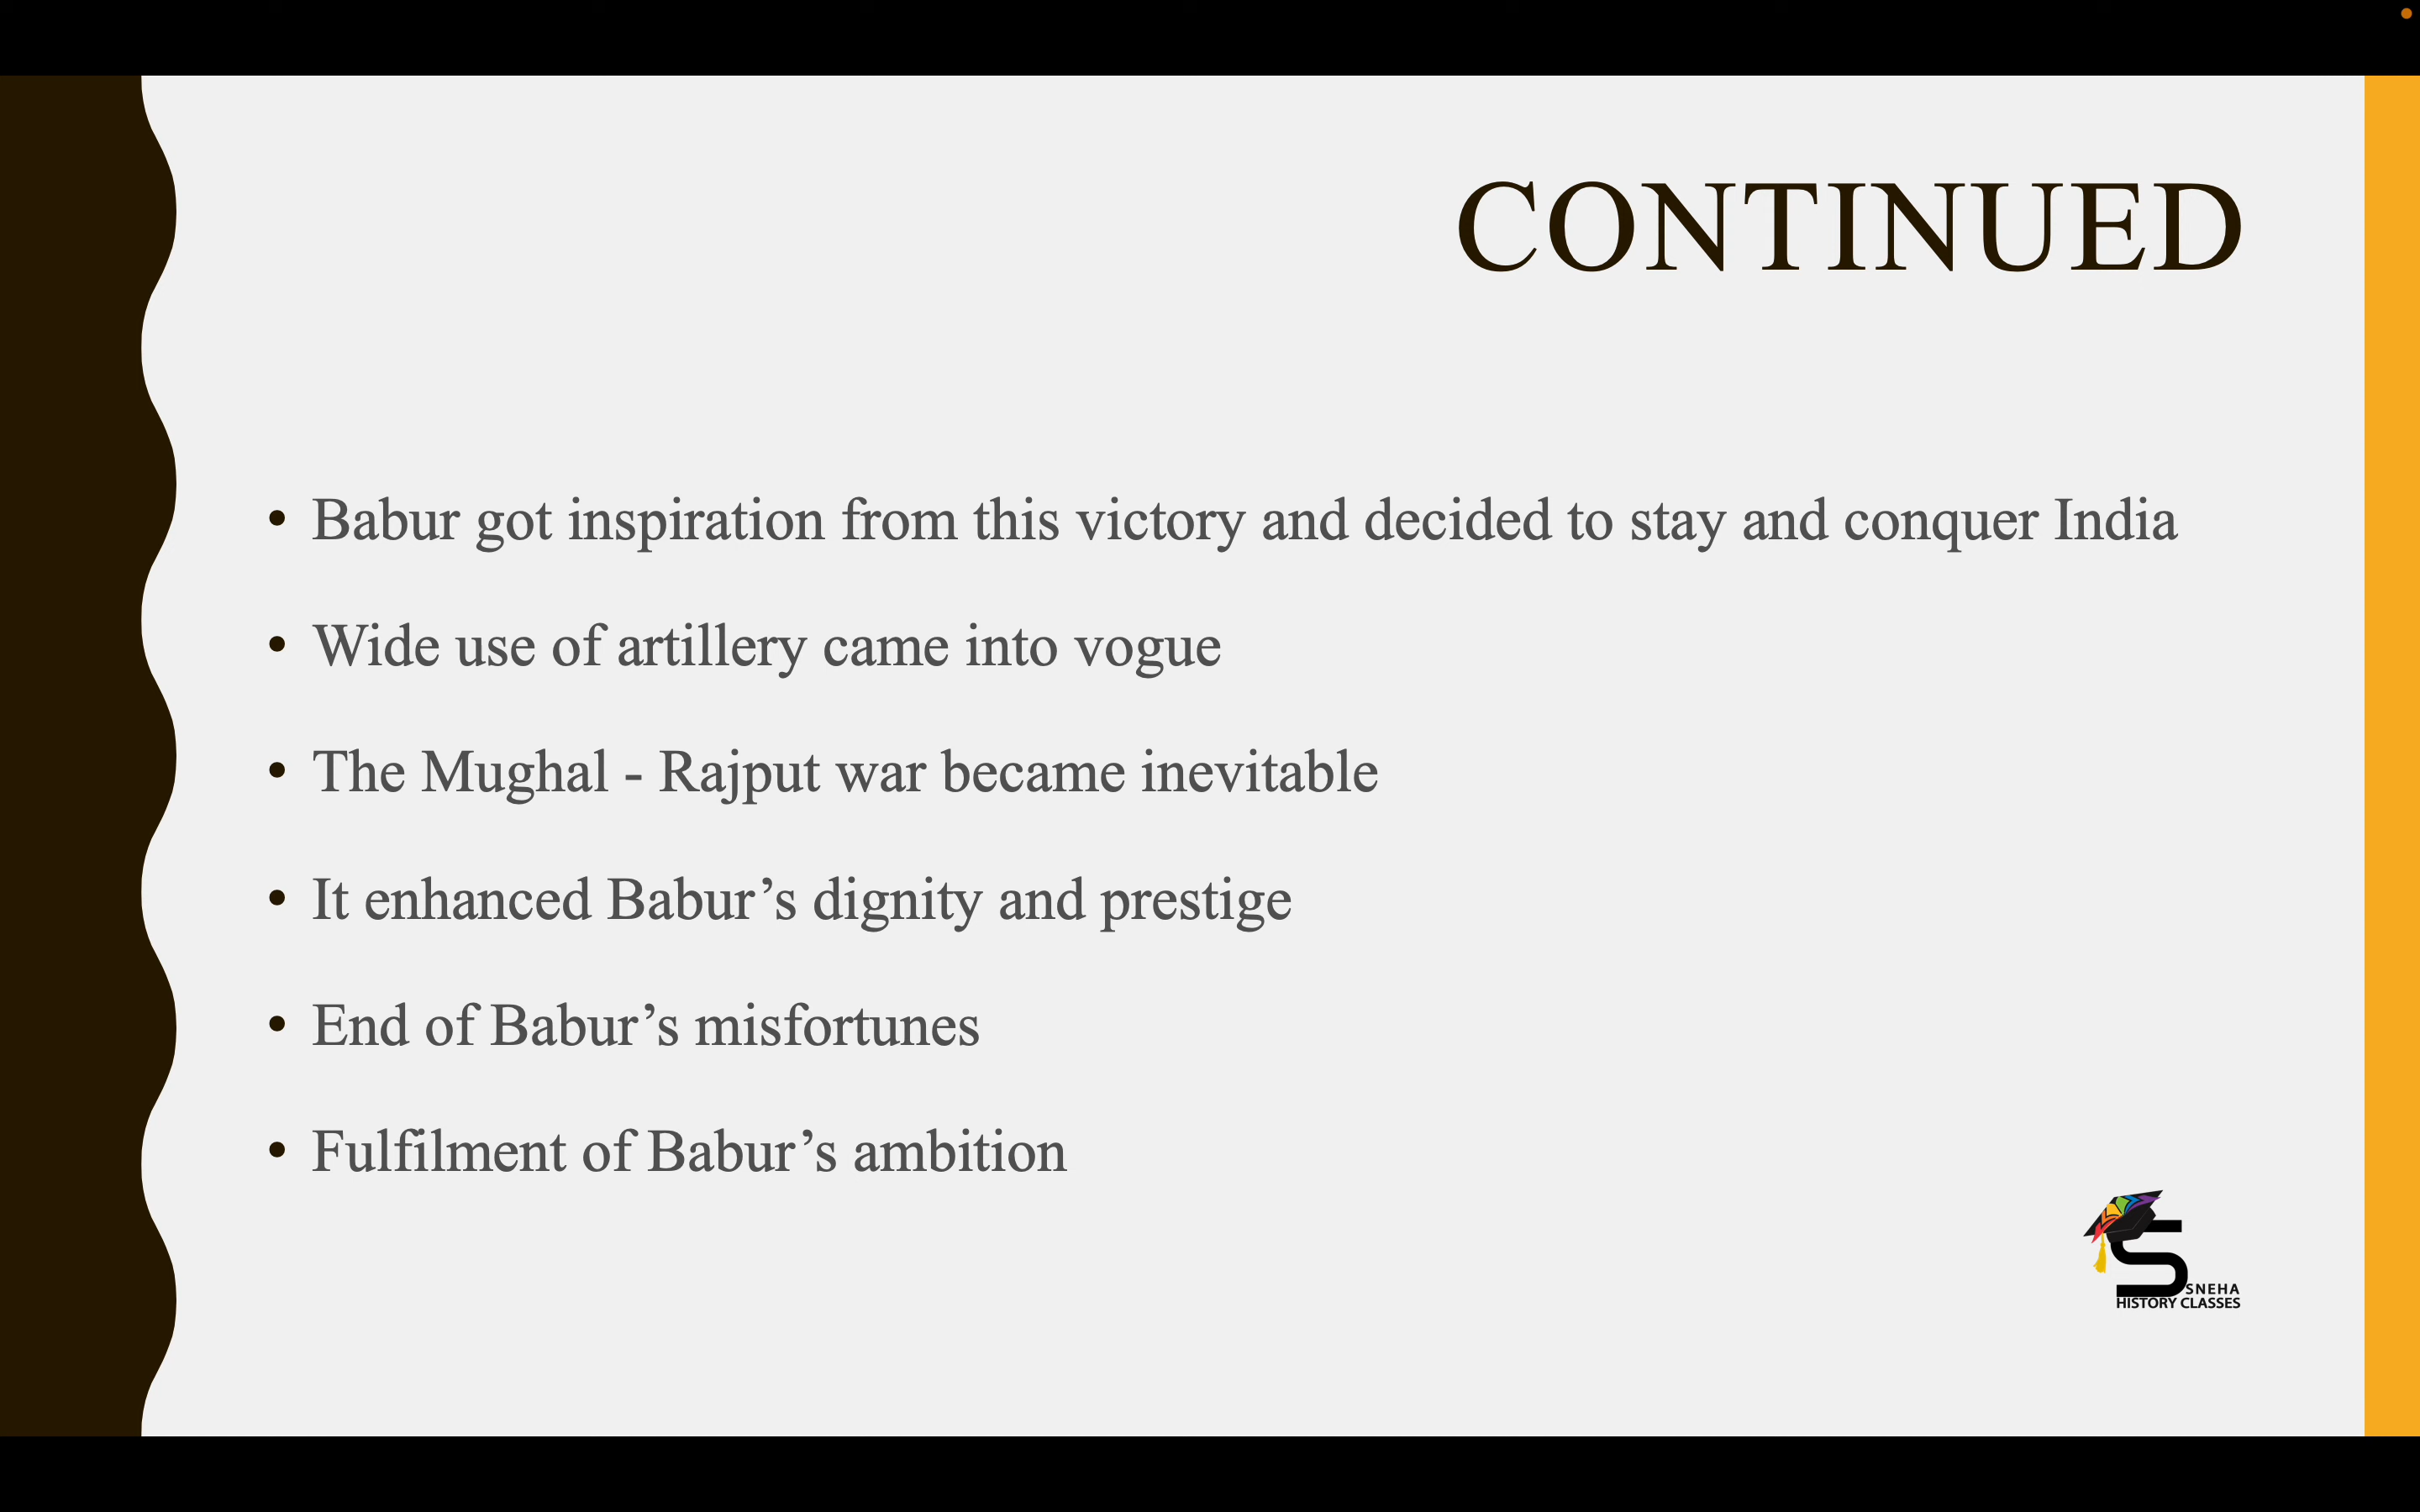 CONTINUED
• Babur got inspiration from this victory and decided to stay and conquer India
• Wide use of artillery came into vogue
• The Mughal - Rajput war became inevitable
• It enhanced Babur’s dignity and prestige
• End of Babur’s misfortunes
• Fulfilment of Babur’s ambition
S
SNEHA
HISTORY CLASSES